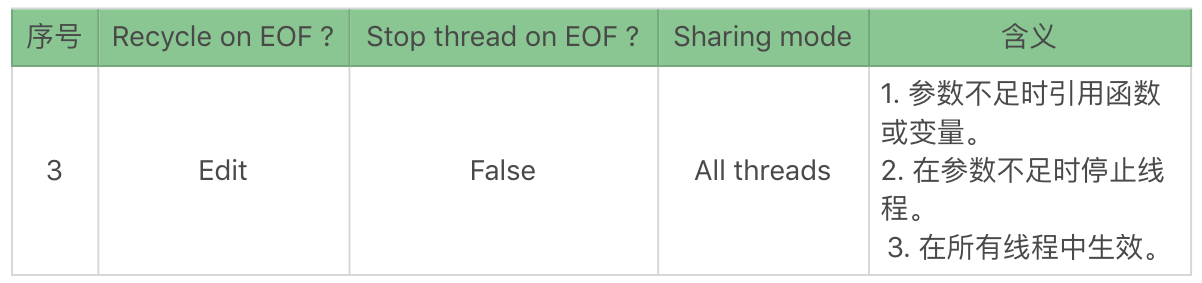 序号 Recycle on EOF ? Stop thread on EOF ? Sharing mode 含义
3 Edit False All threads
1. 参数不足时引用函数
或变量。
2. 在参数不足时停止线
程。
3. 在所有线程中生效。